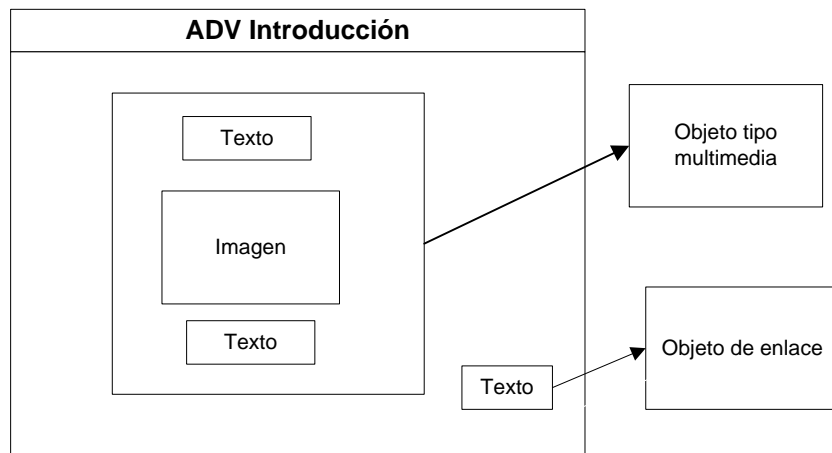 ADV Introducción
Texto
Imagen
Texto
Texto
Objeto tipo
multimedia
Objeto de enlace